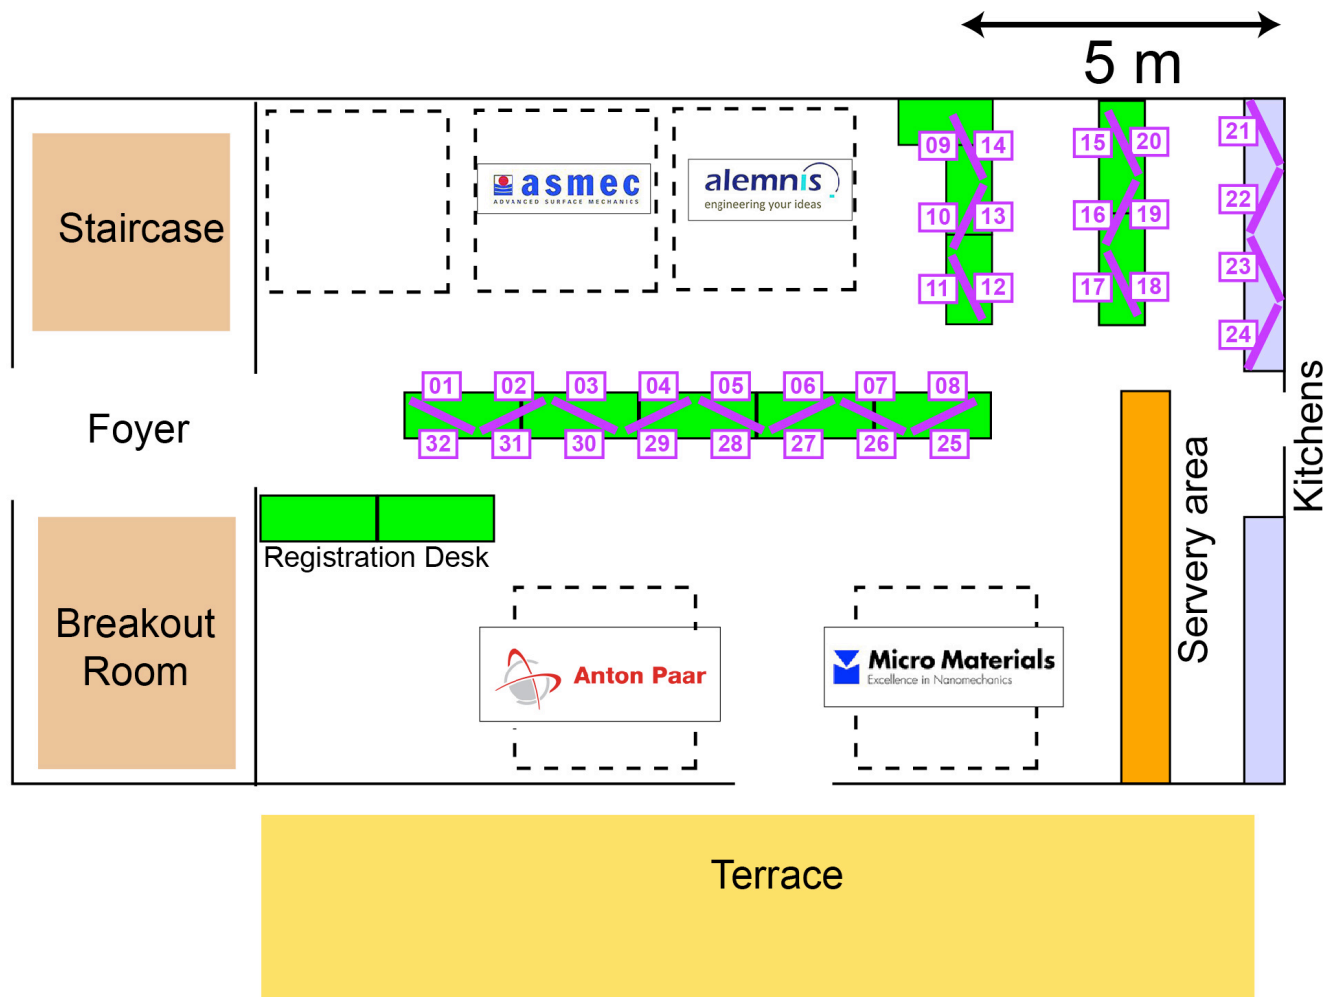 5 m
Staircase
asmec
ADVANCED SURFACE MECHANICS
alemnis
engineering your ideas
09 14
10 13
11 12
15 20
16 19
17 18
21
22
23
24
01 02 03 04 05 06 07 08
32 31 30 29 28 27 26 25
Foyer
Kitchens
Registration Desk
Servery area
Breakout
Room
Anton Paar
Micro Materials
Excellence in Nanomechanics
Terrace